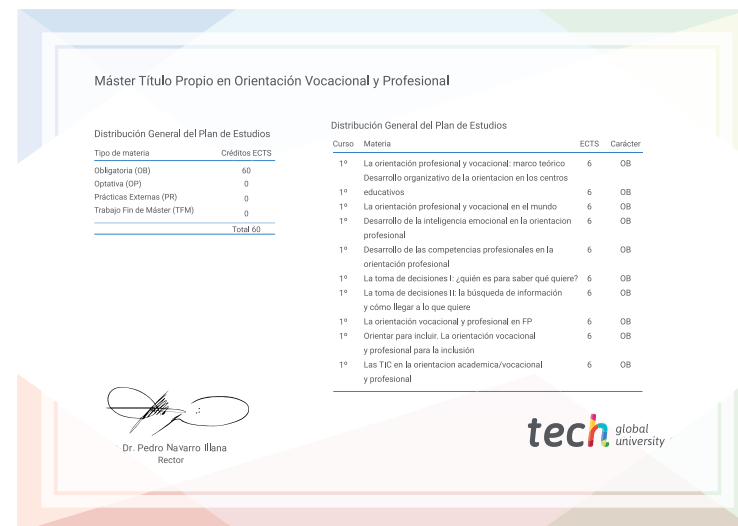 Máster Título Propio en Orientación Vocacional y Profesional
Distribución General del Plan de Estudios
Tipo de materia Créditos ECTS
Obligatoria (OB) 60
Optativa (OP) 0
Prácticas Externas (PR) 0
Trabajo Fin de Máster (TFM) 0
Total 60
Distribución General del Plan de Estudios
Curso Materia ECTS Carácter
1º La orientación profesional y vocacional: marco teórico 6 OB
Desarrollo organizativo de la orientacion en los centros
1º educativos 6 OB
1º La orientación profesional y vocacional en el mundo 6 OB
1º Desarrollo de la inteligencia emocional en la orientacion 6 OB
profesional
1º Desarrollo de las competencias profesionales en la 6 OB
orientación profesional
1º La toma de decisiones I: ¿quién es para saber qué quiere? 6 OB
1º La toma de decisiones II: la búsqueda de información 6 OB
y cómo llegar a lo que quiere
1º La orientación vocacional y profesional en FP 6 OB
1º Orientar para incluir. La orientación vocacional 6 OB
y profesional para la inclusión
1º Las TIC en la orientacion academica/vocacional 6 OB
y profesional
Dr. Pedro Navarro Illana
Rector
tech global
university